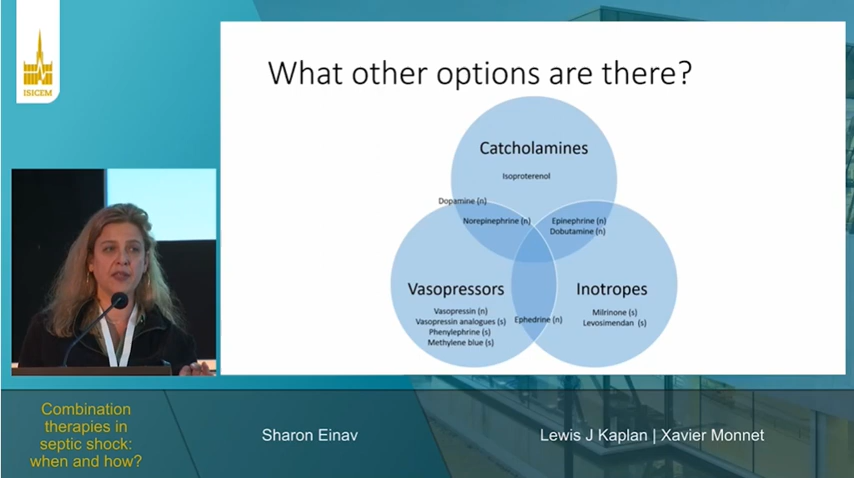 ISICEM
What other options are there?
Catcholamines
Isoproterenol
Dopamine (n)
Norepinephrine (n)
Epinephrine (n)
Dobutamine (n)
Vasopressors
Vasopressin (n)
Vasopressin analogues (s)
Phenylephrine (s)
Methylene blue (s)
Ephedrine (n)
Inotropes
Milrinone (s)
Levosimendan (s)
Combination
therapies in
septic shock:
when and how?
Sharon Einav
Lewis J Kaplan | Xavier Monnet